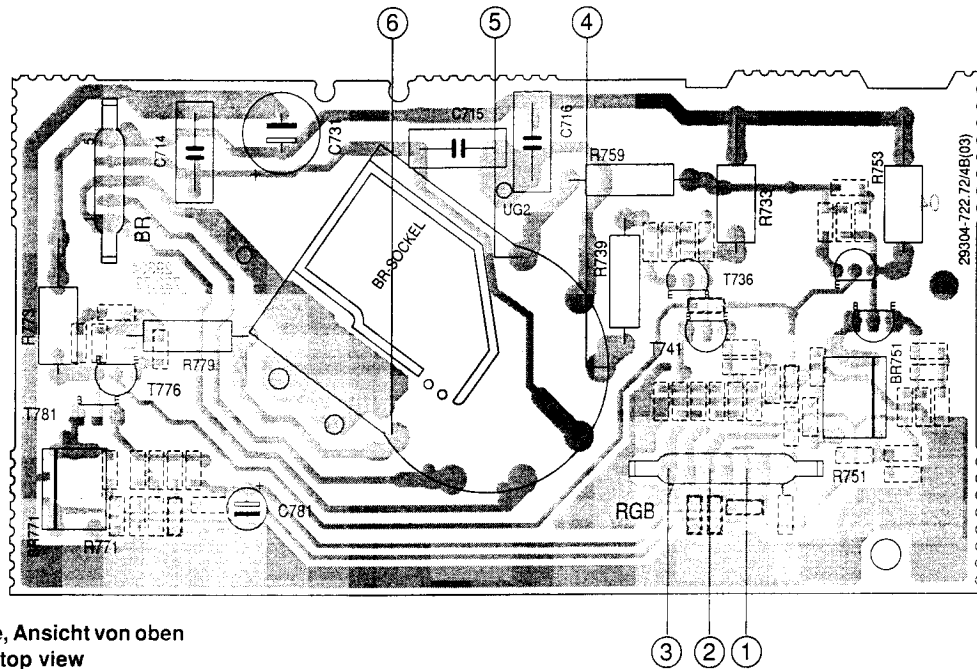 6
5
4
C714
C73
C715
C716
UG2
R759
R733
R753
29304-722.72/4B(03)
BR
BR-SOCKEL
R739
T736
R773
R779
T776
T741
BR751
T781
BR771
R771
C781
RGB
R751
3
2
1
e, Ansicht von oben
top view